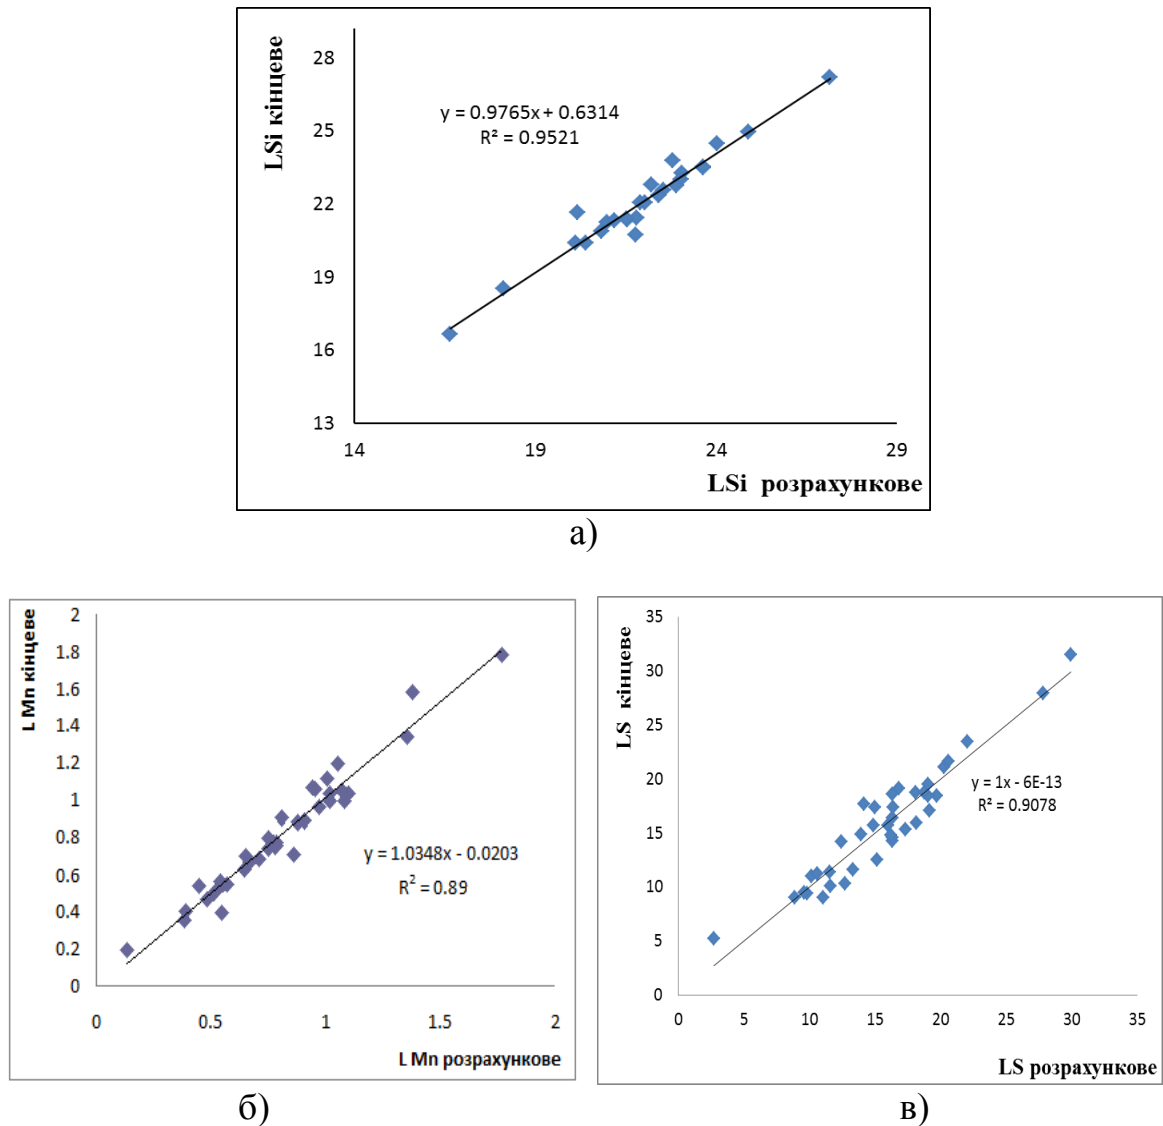 LSi кінцеве
28
25
22
19
16
13
y = 0.9765x + 0.6314
R² = 0.9521
14 19 24 29
LSi розрахункове
а)
L Mn кінцеве
2
1.8
1.6
1.4
1.2
1
0.8
0.6
0.4
0.2
0
y = 1.0348x - 0.0203
R² = 0.89
0 0.5 1 1.5 2
L Mn розрахункове
б)
LS кінцеве
35
30
25
20
15
10
5
0
y = 1x - 6E-13
R² = 0.9078
0 5 10 15 20 25 30 35
LS розрахункове
в)